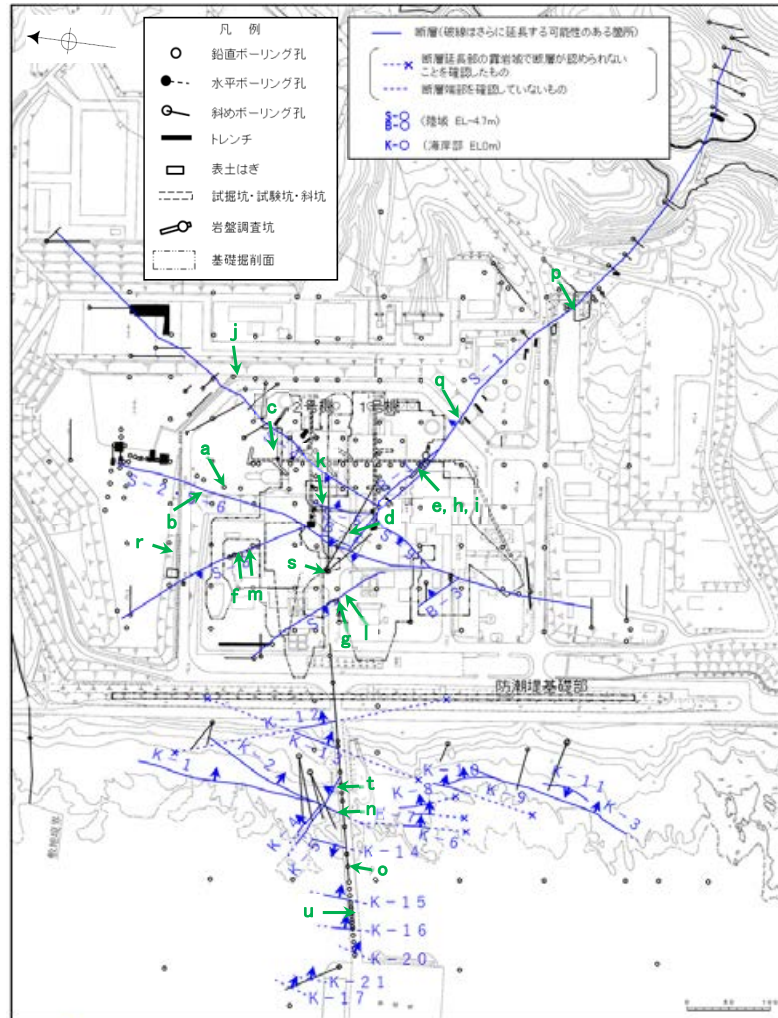 凡 例
鉛直ボーリング孔
水平ボーリング孔
斜めボーリング孔
トレンチ
表土はぎ
試掘坑・試験坑・斜坑
岩盤調査坑
基礎掘削面
断層(破線はさらに延長する可能性のある箇所)
断層延長部の露岩域で断層が認められない
ことを確認したもの
断層端部を確認していないもの
S-○
B-○
(陸域 EL-4.7m)
K-○
(海岸部 EL0m)
p
j
S-1
q
c
2号機
1号機
a
k
S-2・S-6
b
d
e, h, i
r
s
f
m
B-3
g
l
防潮堤基礎部
K-1
K-2
t
K-11
K-8
K-9
K-3
n
K-7
K-4
K-6
K-5
K-14
o
K-15
u
K-16
K-20
K-21
K-17
0
50